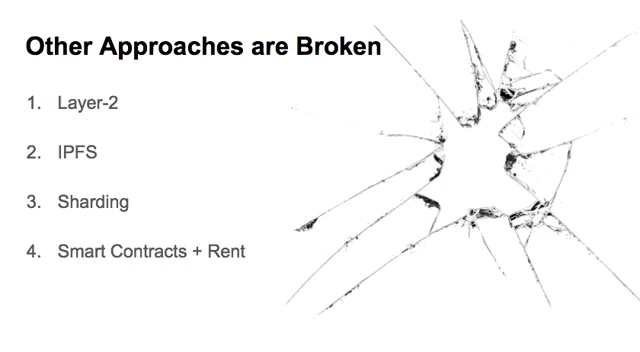 Other Approaches are Broken
1. Layer-2
2. IPFS
3. Sharding
4. Smart Contracts + Rent